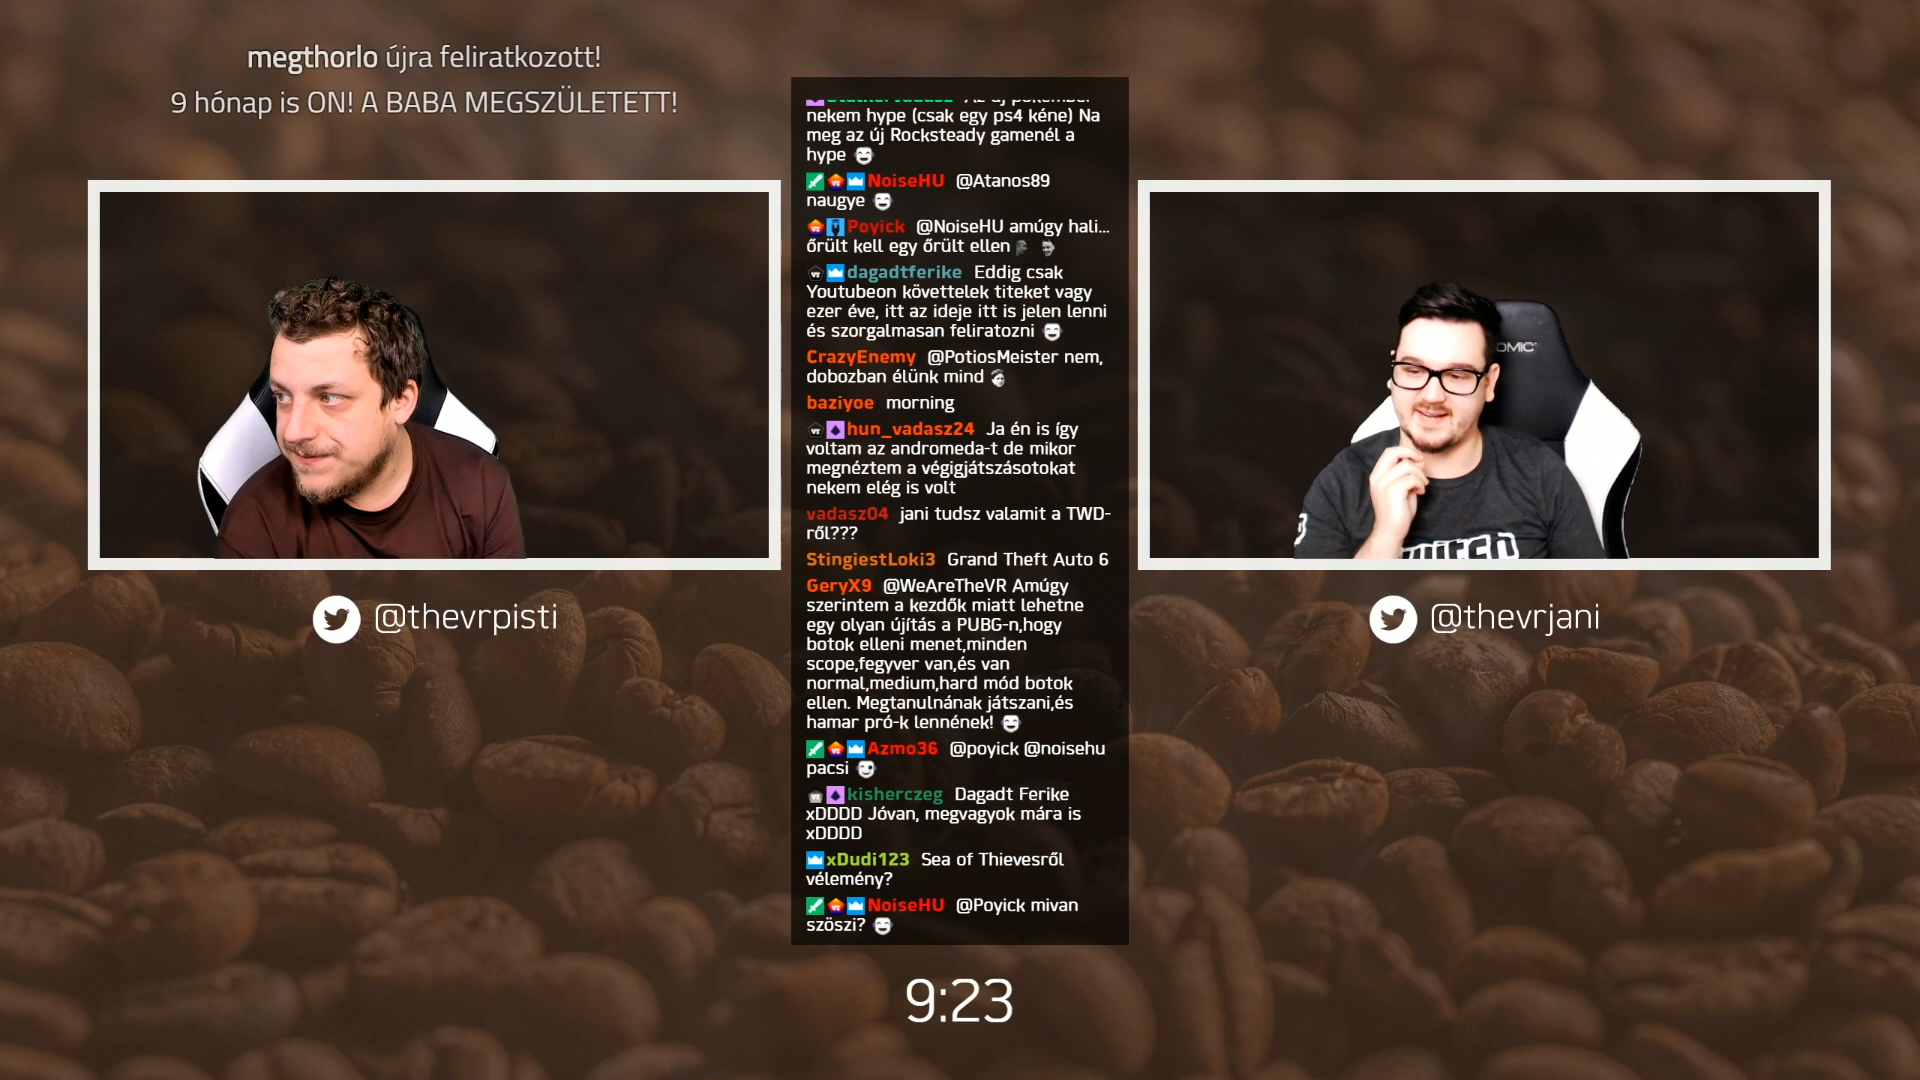 megthorlo újra feliratkozott!
9 hónap is ON! A BABA MEGSZÜLETETT!
nekem hype (csak egy ps4 kéne) Na
meg az új Rocksteady gamenél a
hype
NoiseHU @Atanos89
naugye
Poyick @NoiseHU amúgy hali...
őrült kell egy őrült ellen
dagadtferike Eddig csak
Youtubeon követtelek titeket vagy
ezer éve, itt az ideje itt is jelen lenni
és szorgalmasan feliratozni
CrazyEnemy @PotiosMeister nem,
dobozban élünk mind
baziyoe morning
hun_vadasz24 Ja én is így
voltam az andromeda-t de mikor
megnéztem a végigjátszásotokat
nekem elég is volt
vadasz04 jani tudsz valamit a TWD-
ről???
StingiestLoki3 Grand Theft Auto 6
GeryX9 @WeAreTheVR Amúgy
szerintem a kezdők miatt lehetne
egy olyan újítás a PUBG-n,hogy
botok elleni menet,minden
scope,fegyver van,és van
normal,medium,hard mód botok
ellen. Megtanulnának játszani,és
hamar pró-k lennének!
Azmo36 @poyick @noisehu
pacsi
kisherczeg Dagadt Ferike
xDDDD Jóvan, megvagyok mára is
xDDDD
xDudi123 Sea of Thievesről
vélemény?
NoiseHU @Poyick mivan
szöszi?
OMIC
@thevrpisti
@thevrjani
9:23